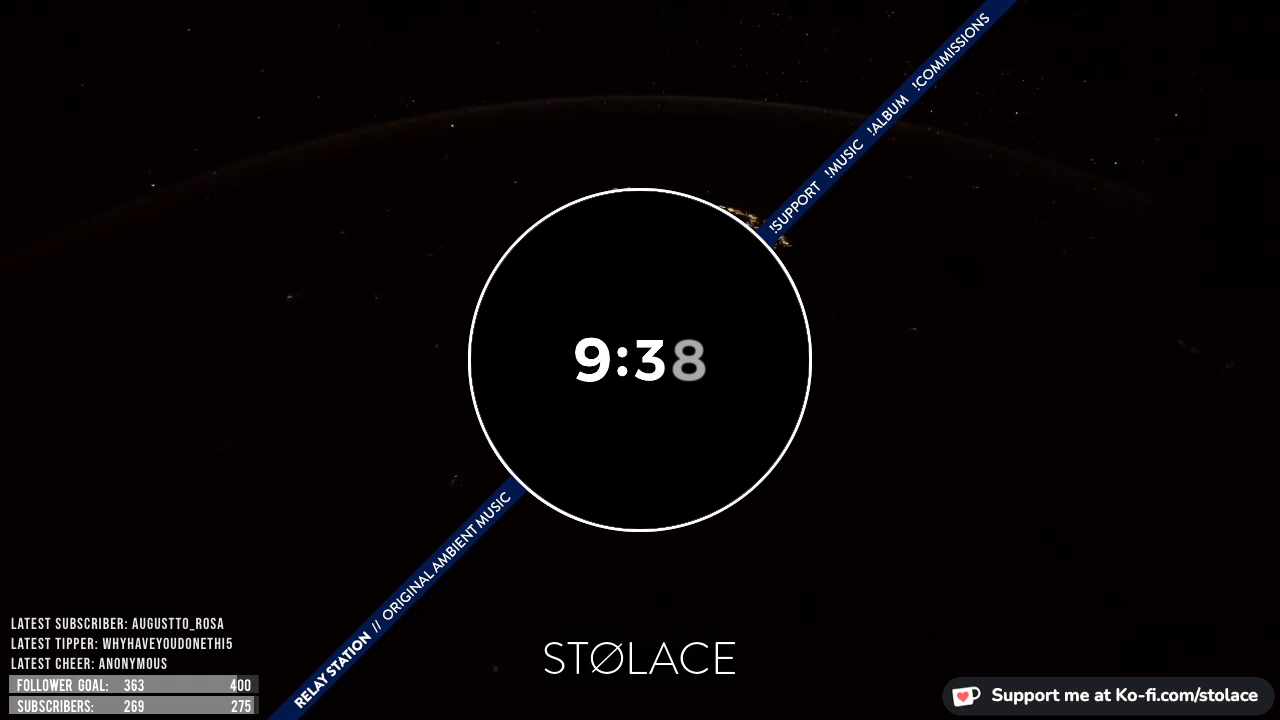 !SUPPORT !MUSIC !ALBUM !COMMISSIONS
9:38
RELAY STATION // ORIGINAL AMBIENT MUSIC
STØLACE
LATEST SUBSCRIBER: AUGUSTTO_ROSA
LATEST TIPPER: WHYHAVEYOUDONETHI5
LATEST CHEER: ANONYMOUS
FOLLOWER GOAL: 363 400
SUBSCRIBERS: 269 275
Support me at Ko-fi.com/stolace